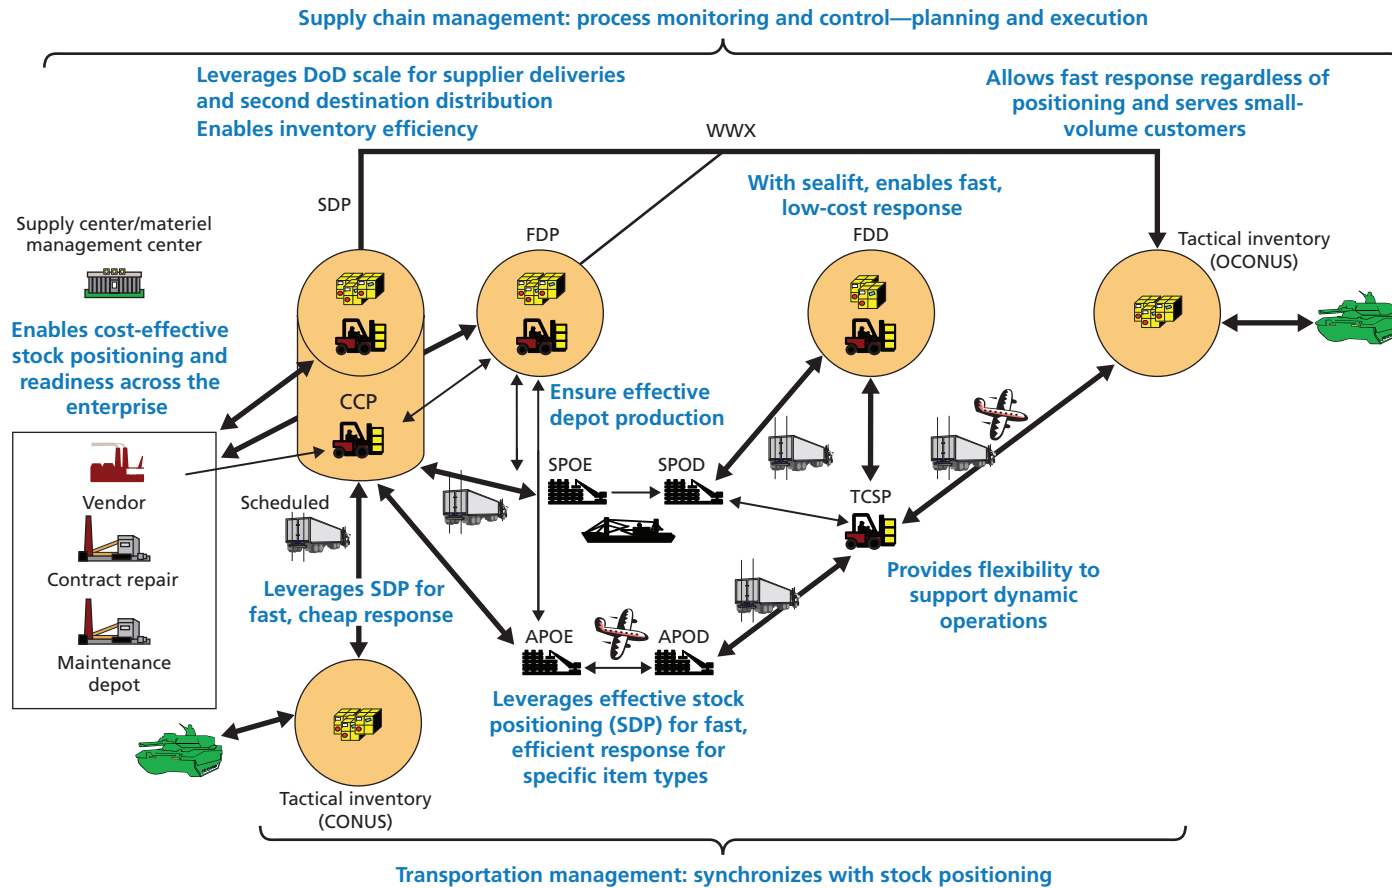 Supply chain management: process monitoring and control—planning and execution
Leverages DoD scale for supplier deliveries
and second destination distribution
Enables inventory efficiency
Allows fast response regardless of
positioning and serves small-
volume customers
WWX
With sealift, enables fast,
low-cost response
SDP
Supply center/materiel
management center
FDP
FDD
Tactical inventory
(OCONUS)
Enables cost-effective
stock positioning and
readiness across the
enterprise
Ensure effective
depot production
CCP
Vendor
Contract repair
Maintenance
depot
Scheduled
SPOE
SPOD
TCSP
Leverages SDP for
fast, cheap response
Provides flexibility to
support dynamic
operations
APOE
APOD
Leverages effective stock
positioning (SDP) for fast,
efficient response for
specific item types
Tactical inventory
(CONUS)
Transportation management: synchronizes with stock positioning